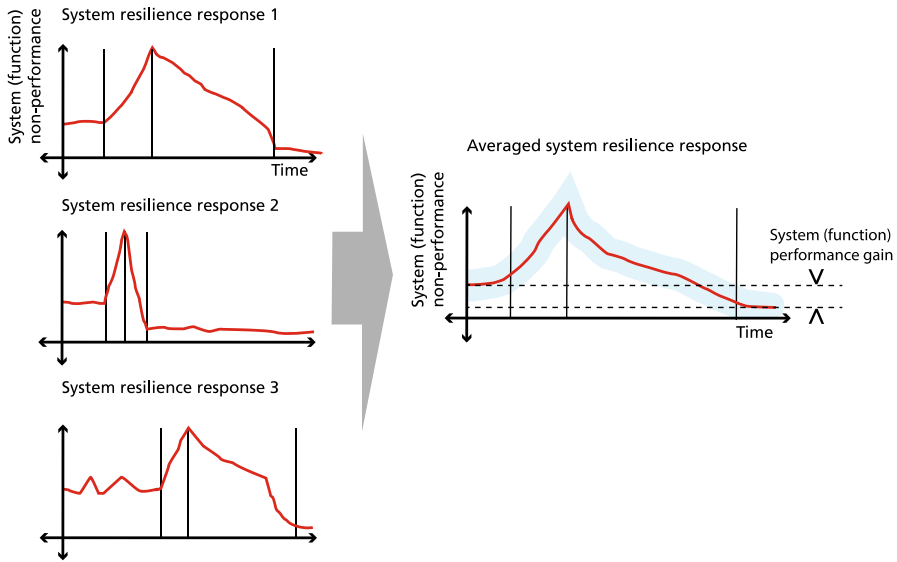 System resilience response 1
System (function)
non-performance
Time
System resilience response 2
System resilience response 3
Averaged system resilience response
System (function)
non-performance
Time
System (function)
performance gain